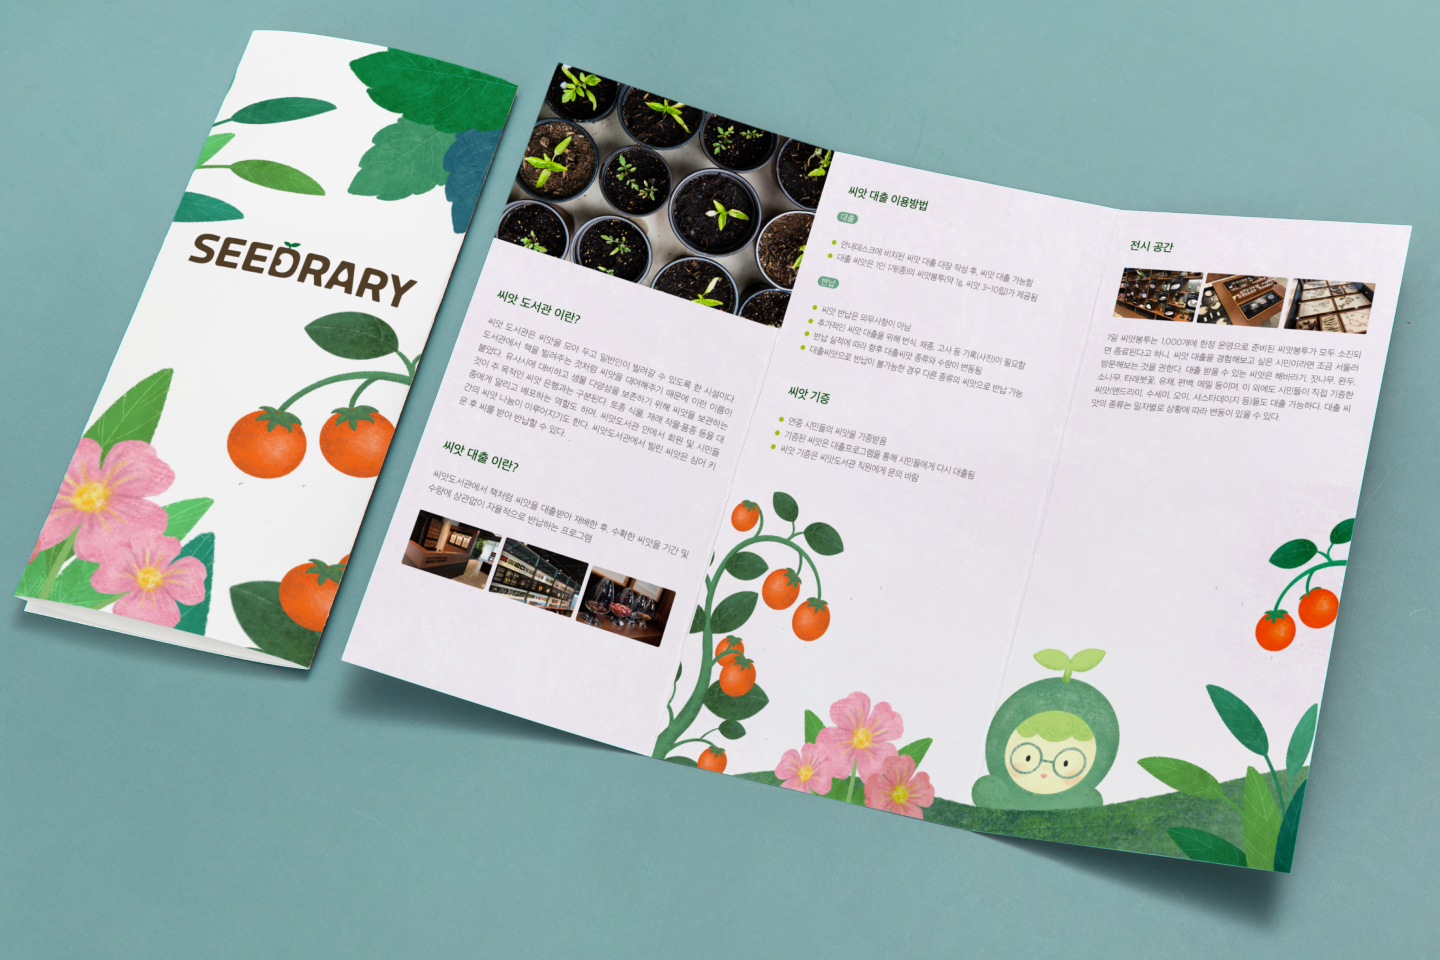 SEEDRARY
씨앗 도서관 이란?
씨앗 도서관은 씨앗을 모아 두고 일반인이 빌려갈 수 있도록 한 시설이다.
도서관에서 책을 빌려주는 것처럼 씨앗을 대여해주기 때문에 이런 이름이
붙었다. 유사시에 대비하고 생물 다양성을 보존하기 위해 씨앗을 보관하는
것이 주 목적인 씨앗 은행과는 구분된다. 토종 식물, 재래 작물·품종 등을 대
중에게 알리고 배포하는 역할도 하며, 씨앗도서관 안에서 회원 및 시민들
간의 씨앗 나눔이 이루어지기도 한다. 씨앗도서관에서 빌린 씨앗은 심어 키
운 후 씨를 받아 반납할 수 있다.
씨앗 대출 이란?
씨앗도서관에서 책처럼 씨앗을 대출받아 재배한 후, 수확한 씨앗을 기간 및
수량에 상관없이 자율적으로 반납하는 프로그램
씨앗 대출 이용방법
대출
안내데스크에 비치된 씨앗 대출 대장 작성 후, 씨앗 대출 가능함
대출 씨앗은 1인 1개(종)의 씨앗봉투(약 1g, 씨앗 3~10립)가 제공됨
반납
씨앗 반납은 의무사항이 아님
추가적인 씨앗 대출을 위해 번식, 채종, 고사 등 기록(사진)이 필요함
반납 실적에 따라 향후 대출씨앗 종류와 수량이 변동됨
대출씨앗으로 반납이 불가능한 경우 다른 종류의 씨앗으로 반납 가능
씨앗 기증
연중 시민들의 씨앗을 기증받음
기증된 씨앗은 대출프로그램을 통해 시민들에게 다시 대출됨
씨앗 기증은 씨앗도서관 직원에게 문의 바람
전시 공간
1일 씨앗봉투는 1,000개에 한정 운영으로 준비된 씨앗봉투가 모두 소진되
면 종료된다고 하니, 씨앗 대출을 경험해보고 싶은 시민이라면 조금 서둘러
방문해보는 것을 권한다. 대출 받을 수 있는 씨앗은 해바라기, 잣나무, 완두,
소나무, 타래붓꽃, 유채, 편백, 메밀 등이며, 이 외에도 시민들이 직접 기증한
씨앗(맨드라미, 수세미, 오이, 샤스타데이지 등)들도 대출 가능하다. 대출 씨
앗의 종류는 일자별로 상황에 따라 변동이 있을 수 있다.